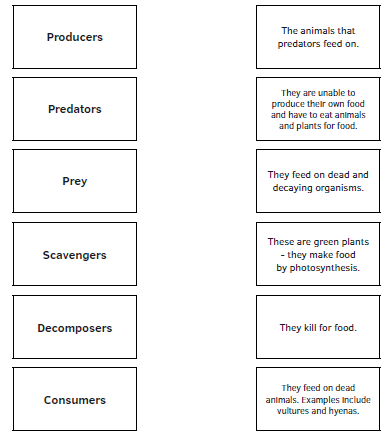 Producers
The animals that
predators feed on.
Predators
They are unable to
produce their own food
and have to eat animals
and plants for food.
Prey
They feed on dead and
decaying organisms.
Scavengers
These are green plants
- they make food
by photosynthesis.
Decomposers
They kill for food.
Consumers
They feed on dead
animals. Examples include
vultures and hyenas.